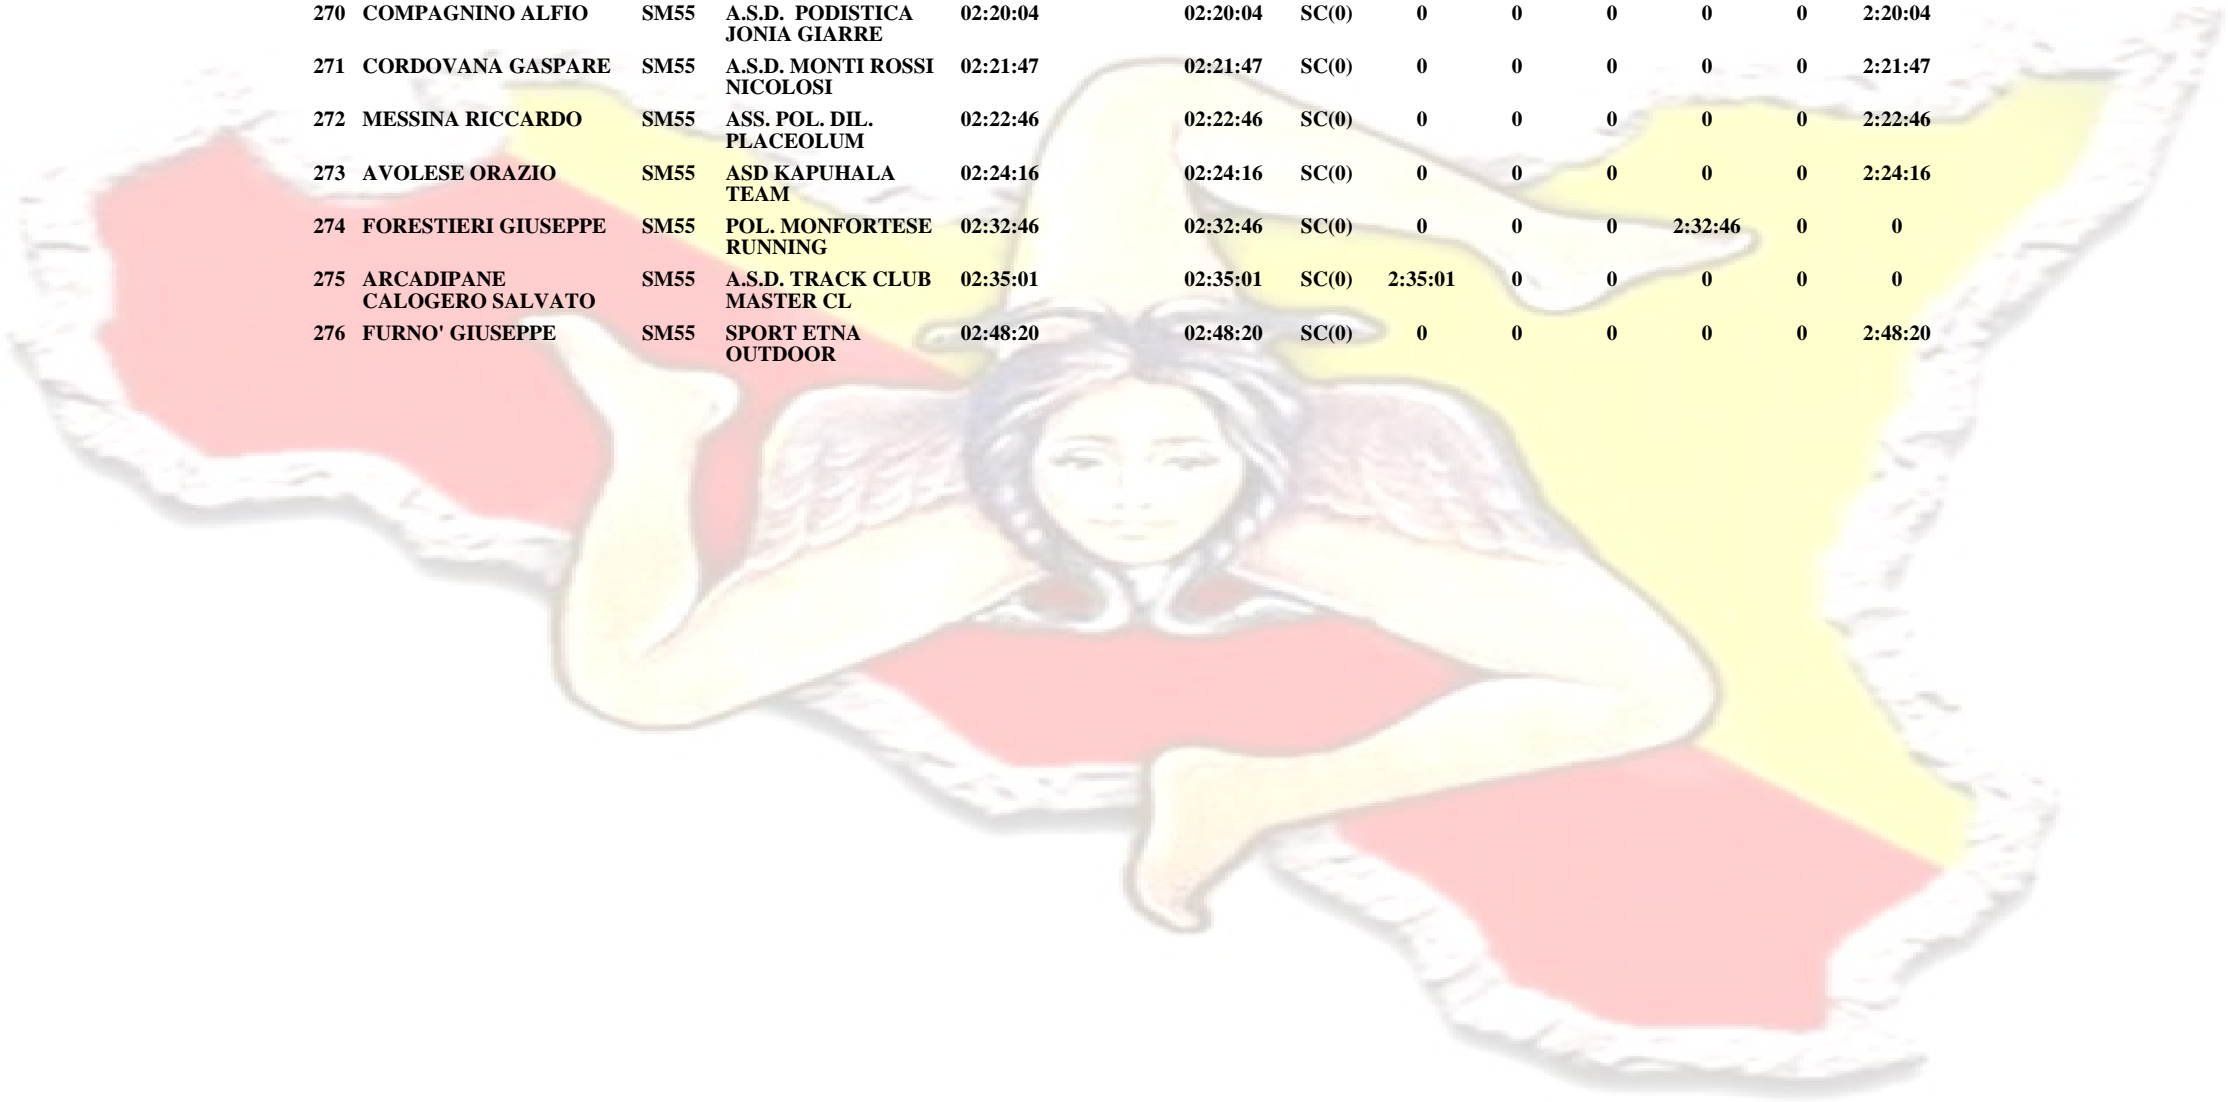 270 COMPAGNINO ALFIO SM55 A.S.D. PODISTICA 02:20:04 02:20:04 SC(0) 0 0 0 0 0 2:20:04
JONIA GIARRE
271 CORDOVANA GASPARE SM55 A.S.D. MONTI ROSSI 02:21:47 02:21:47 SC(0) 0 0 0 0 0 2:21:47
NICOLOSI
272 MESSINA RICCARDO SM55 ASS. POL. DIL. 02:22:46 02:22:46 SC(0) 0 0 0 0 0 2:22:46
PLACEOLUM
273 AVOLESE ORAZIO SM55 ASD KAPUHALA 02:24:16 02:24:16 SC(0) 0 0 0 0 0 2:24:16
TEAM
274 FORESTIERI GIUSEPPE SM55 POL. MONFORTESE 02:32:46 02:32:46 SC(0) 0 0 0 2:32:46 0 0
RUNNING
275 ARCADIPANE SM55 A.S.D. TRACK CLUB 02:35:01 02:35:01 SC(0) 2:35:01 0 0 0 0 0
CALOGERO SALVATO MASTER CL
276 FURNO' GIUSEPPE SM55 SPORT ETNA 02:48:20 02:48:20 SC(0) 0 0 0 0 0 2:48:20
OUTDOOR